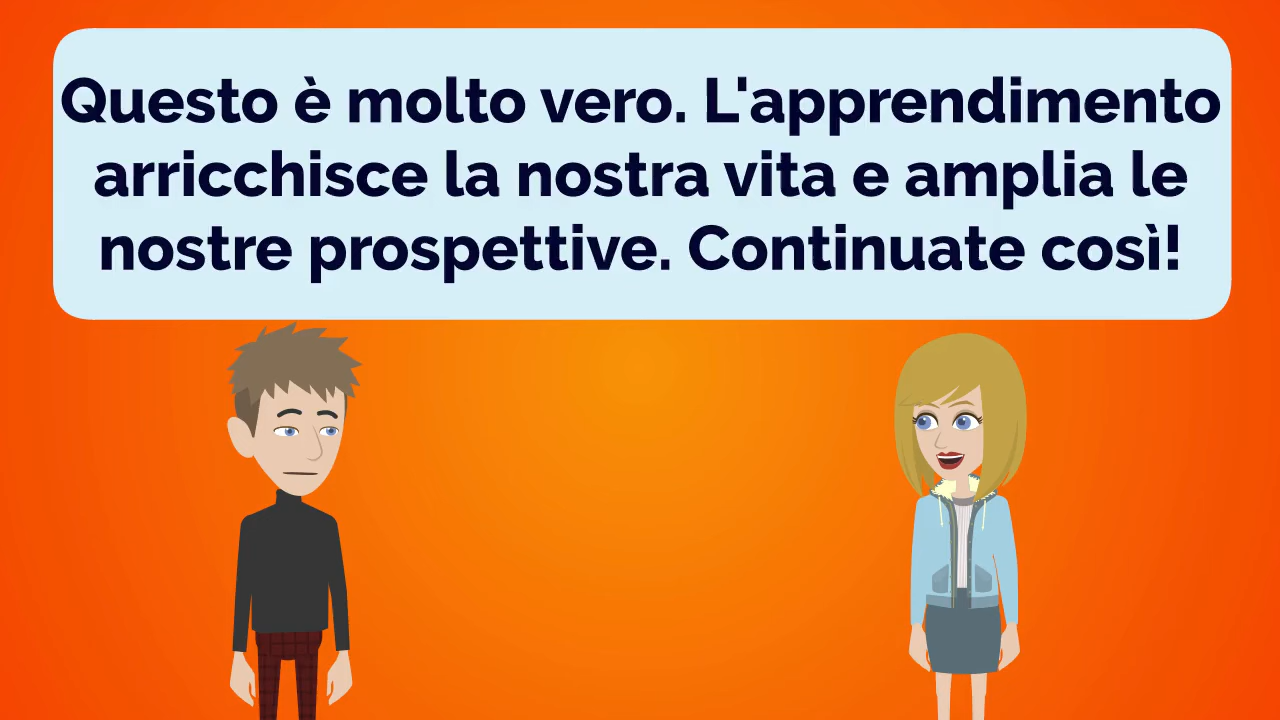 Questo è molto vero. L'apprendimento
arricchisce la nostra vita e amplia le
nostre prospettive. Continuate così!